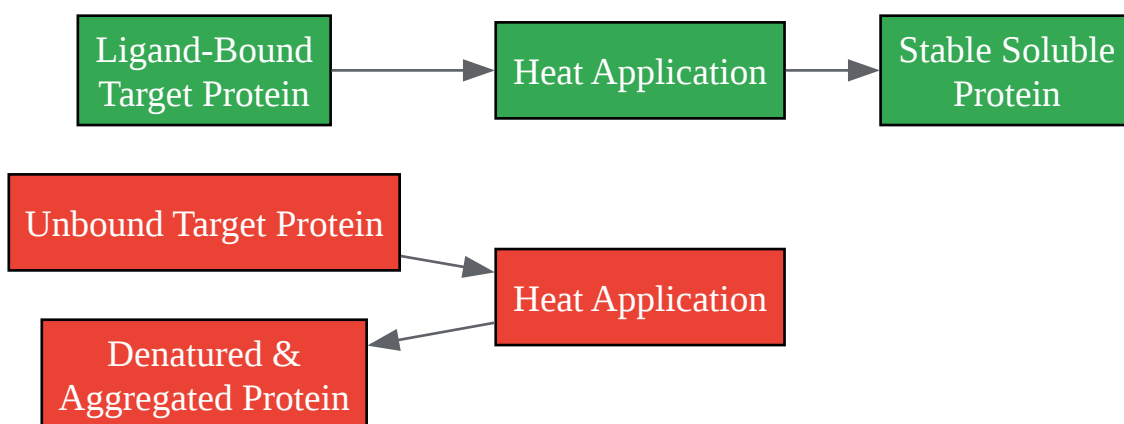 Ligand-Bound
Target Protein
Heat Application
Stable Soluble
Protein
Unbound Target Protein
Heat Application
Denatured &
Aggregated Protein